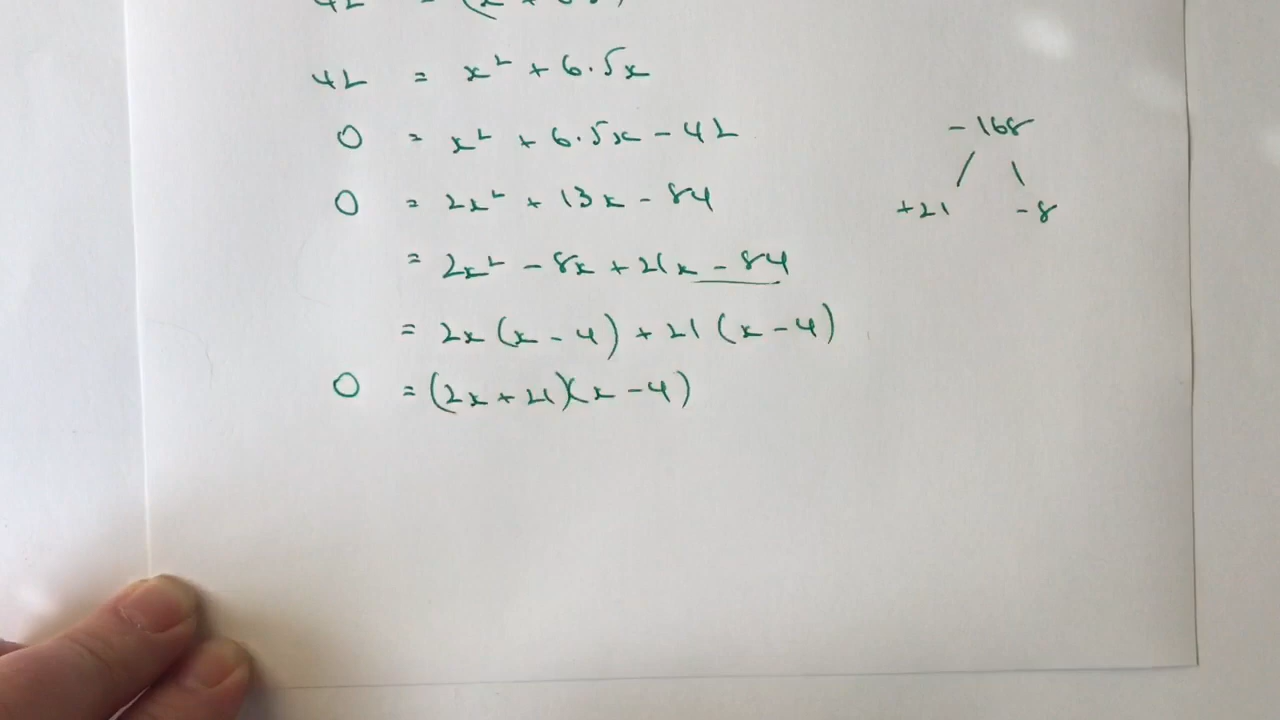 42 = x² + 6.5x
0 = x² + 6.5x - 42
-168
0 = 2x² + 13x - 84
+21 -8
= 2x² - 8x + 21x - 84
= 2x(x - 4) + 21(x - 4)
0 = (2x + 21)(x - 4)